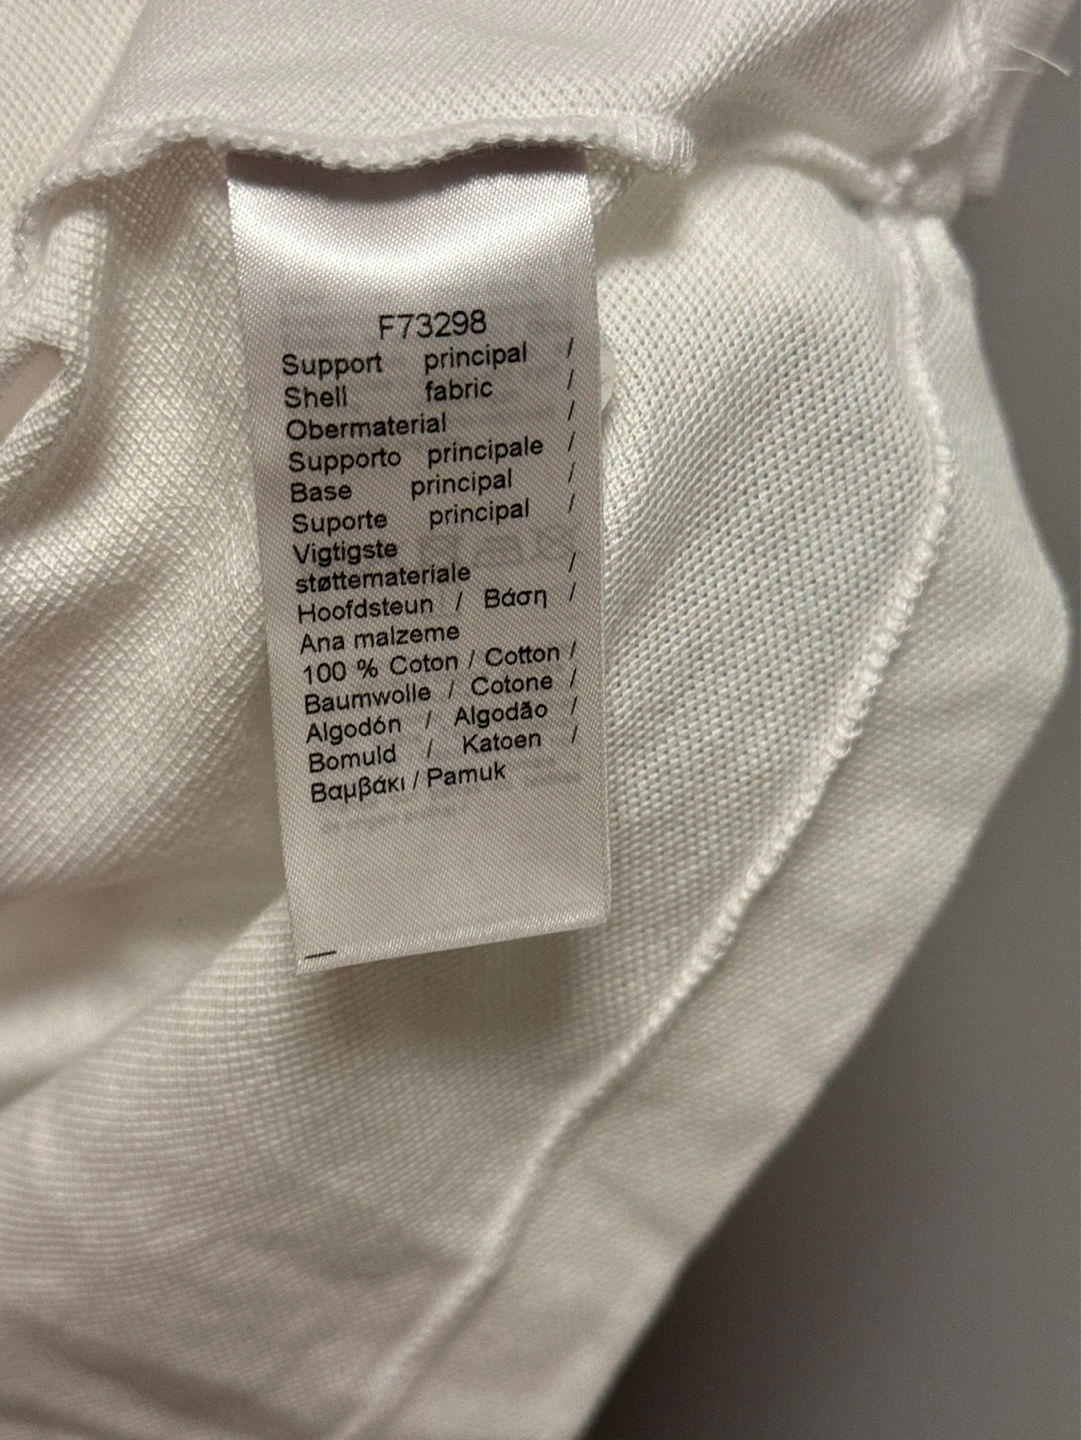 F73298
Support principal /
Shell fabric /
Obermaterial /
Supporto principale /
Base principal /
Suporte principal /
Vigtigste
støttemateriale /
Hoofdsteun / Βάση /
Ana malzeme
100 % Coton / Cotton /
Baumwolle / Cotone /
Algodón / Algodão /
Bomuld / Katoen /
Βαμβάκι / Pamuk